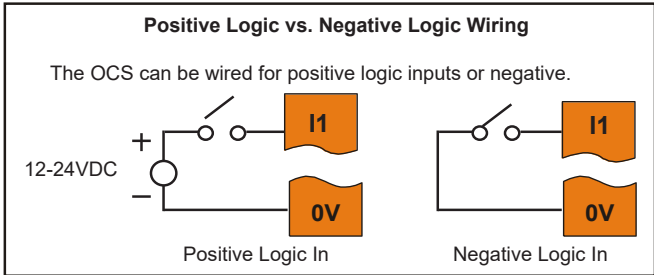 Positive Logic vs. Negative Logic Wiring
The OCS can be wired for positive logic inputs or negative.
I1
I1
+
12-24VDC
–
0V
0V
Positive Logic In
Negative Logic In